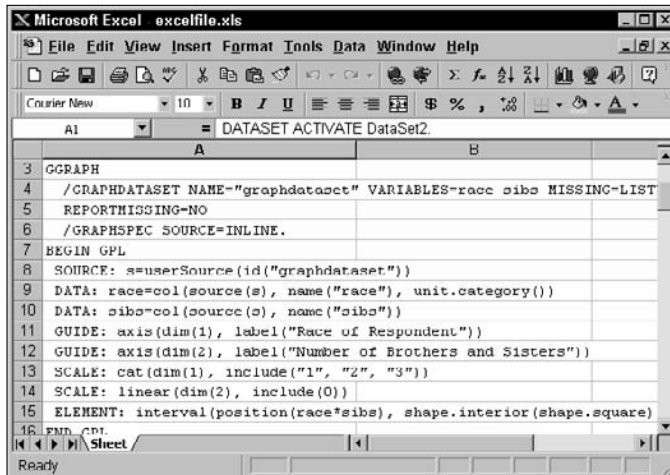 Microsoft Excel - excelfile.xls
File Edit View Insert Format Tools Data Window Help
Courier New 10 B I U $ % ,
A1 = DATASET ACTIVATE DataSet2.
A B
3 GGRAPH
4 /GRAPHDATASET NAME="graphdataset" VARIABLES=race sibs MISSING=LIST
5 REPORTMISSING=NO
6 /GRAPHSPEC SOURCE=INLINE.
7 BEGIN GPL
8 SOURCE: s=userSource(id("graphdataset"))
9 DATA: race=col(source(s), name("race"), unit.category())
10 DATA: sibs=col(source(s), name("sibs"))
11 GUIDE: axis(dim(1), label("Race of Respondent"))
12 GUIDE: axis(dim(2), label("Number of Brothers and Sisters"))
13 SCALE: cat(dim(1), include("1", "2", "3"))
14 SCALE: linear(dim(2), include(0))
15 ELEMENT: interval(position(race*sibs), shape.interior(shape.square)
16 END GPL
Sheet
Ready